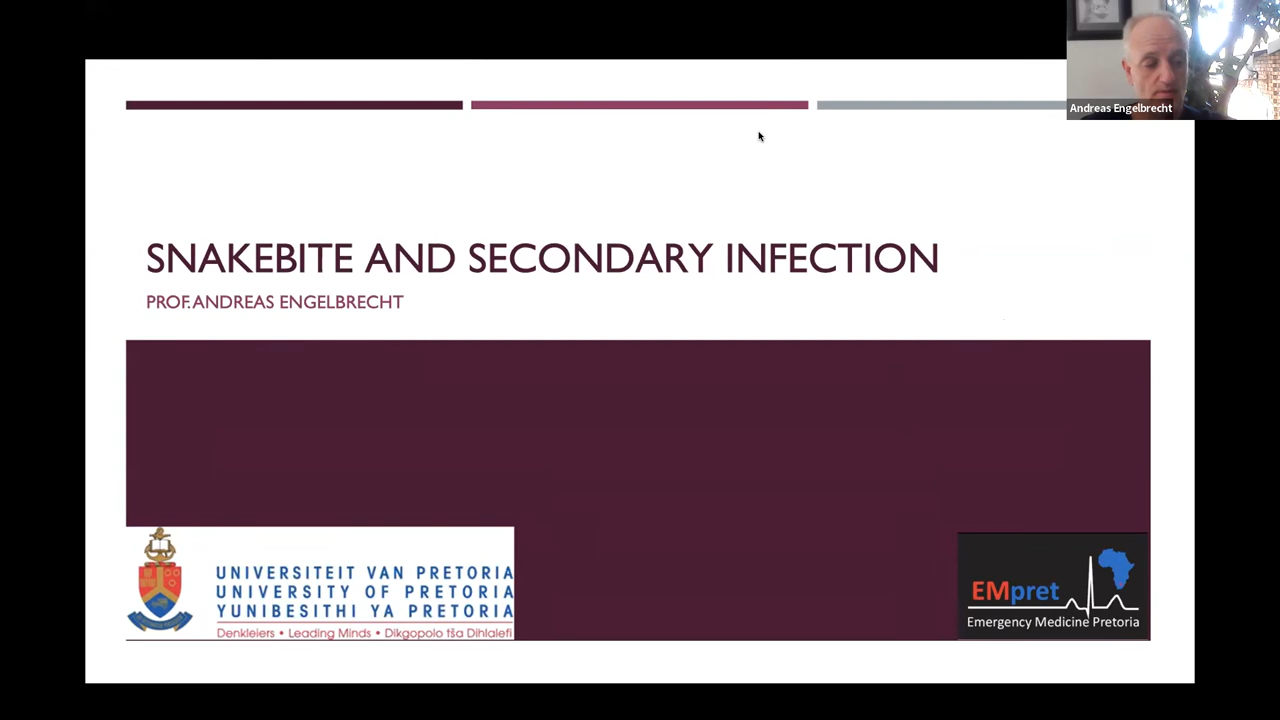 Andreas Engelbrecht
SNAKEBITE AND SECONDARY INFECTION
PROF. ANDREAS ENGELBRECHT
UNIVERSITEIT VAN PRETORIA
UNIVERSITY OF PRETORIA
YUNIBESITHI YA PRETORIA
Denkleiers • Leading Minds • Dikgopolo tša Dihlalefi
EMpret
Emergency Medicine Pretoria